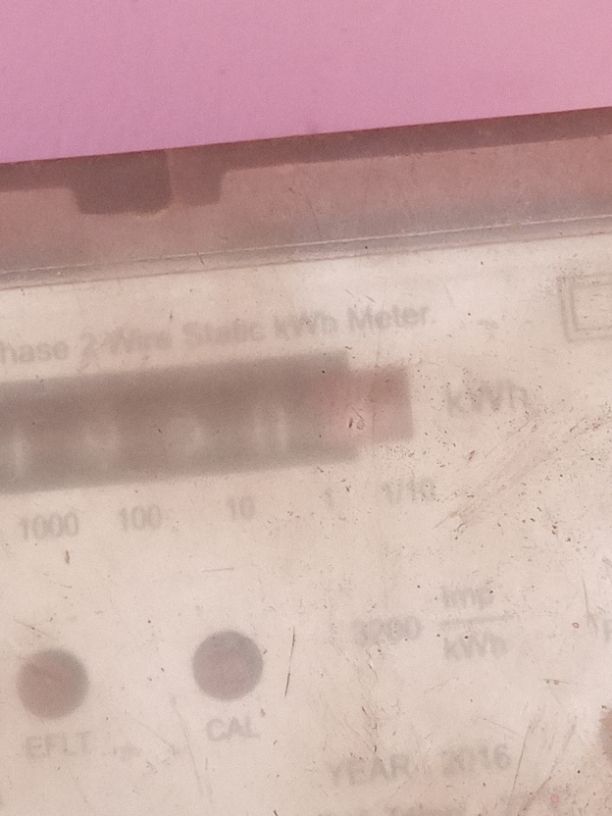 hase 2-Wire Static kWh Meter
kWh
1000 100 10 1 1/10
3200 Imp
kWh
EFLT CAL
YEAR 2016